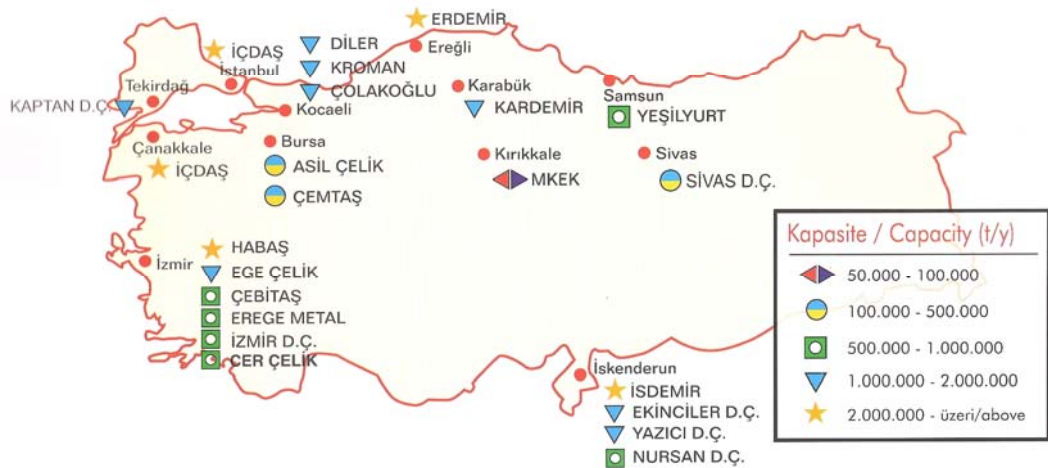 ERDEMİR
Ereğli
İÇDAŞ
İstanbul
DİLER
KROMAN
ÇOLAKOĞLU
Tekirdağ
KAPTAN D.Ç.
Kocaeli
Karabük
KARDEMİR
Samsun
YEŞİLYURT
Çanakkale
İÇDAŞ
Bursa
ASİL ÇELİK
ÇEMTAŞ
Kırıkkale
MKEK
Sivas
SİVAS D.Ç.
İzmir
HABAŞ
EGE ÇELİK
ÇEBİTAŞ
EREGE METAL
İZMİR D.Ç.
CER ÇELİK
İskenderun
İSDEMİR
EKİNCİLER D.Ç.
YAZICI D.Ç.
NURSAN D.Ç.
Kapasite / Capacity (t/y)
50.000 - 100.000
100.000 - 500.000
500.000 - 1.000.000
1.000.000 - 2.000.000
2.000.000 - üzeri/above